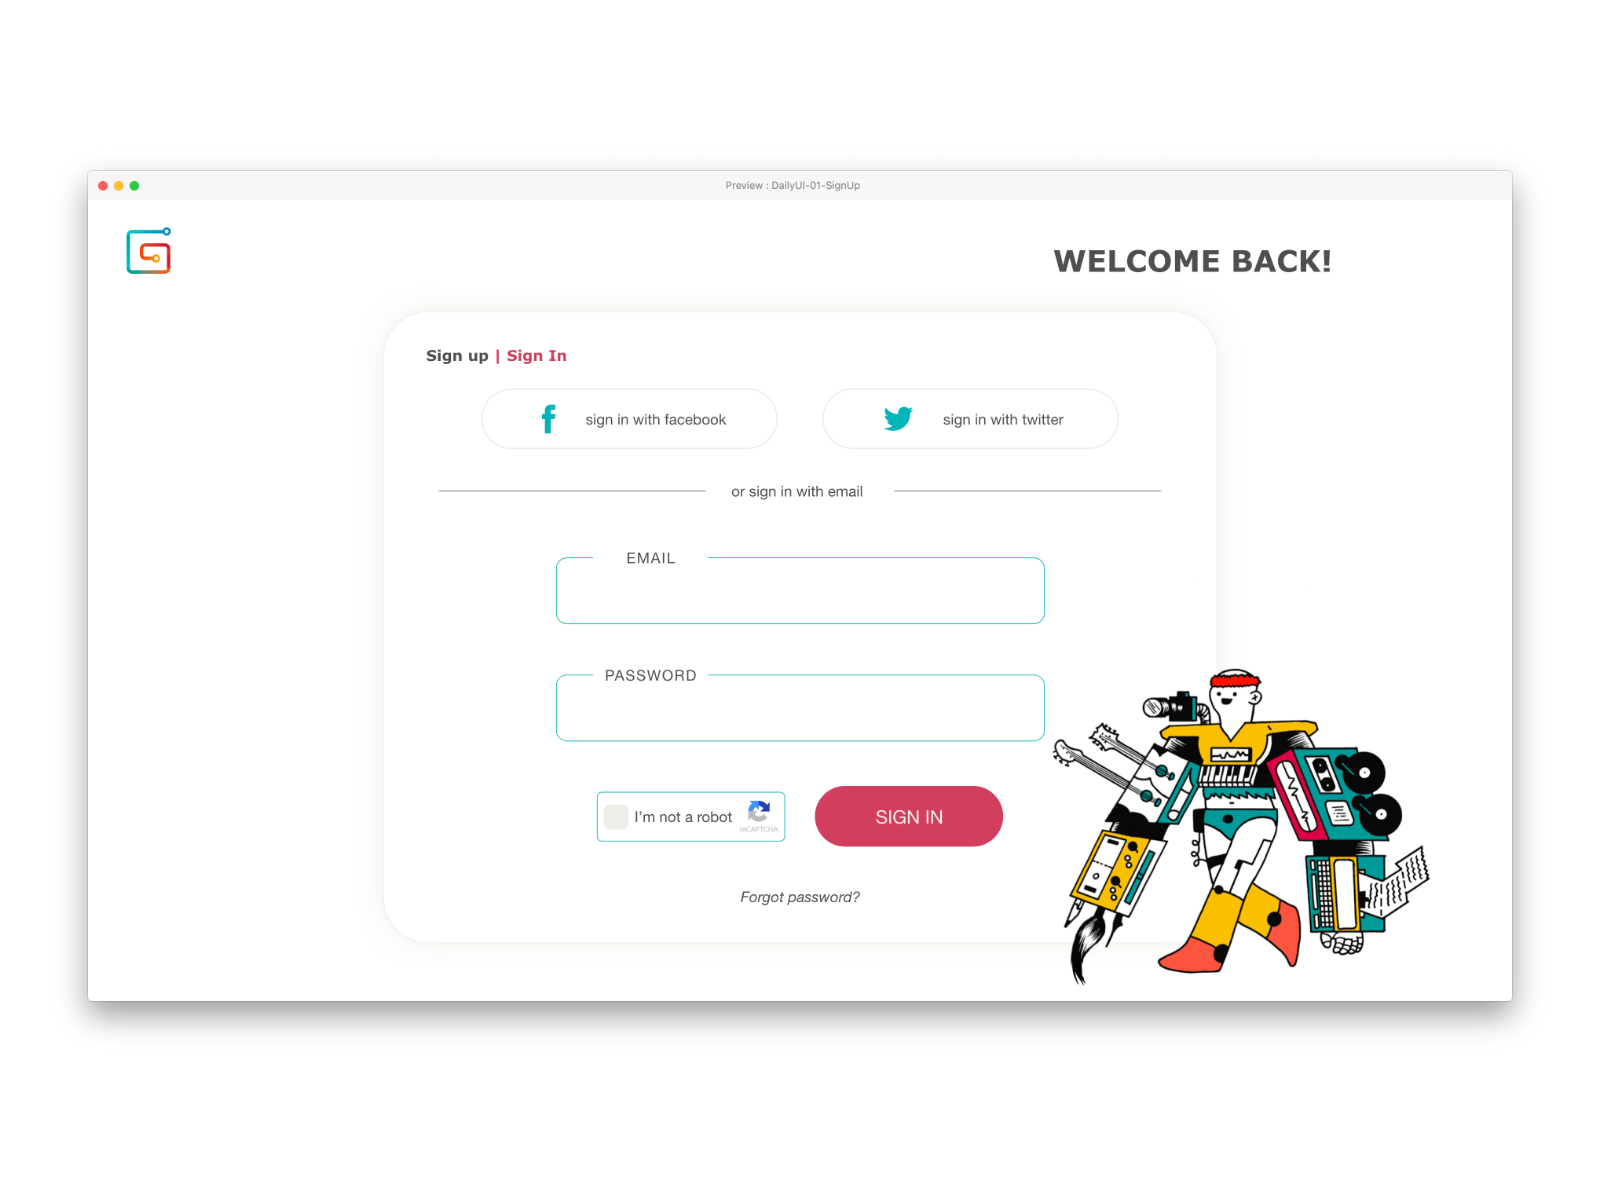 Preview : DailyUI-01-SignUp
WELCOME BACK!
Sign up | Sign In
sign in with facebook
sign in with twitter
or sign in with email
EMAIL
PASSWORD
I'm not a robot
reCAPTCHA
SIGN IN
Forgot password?